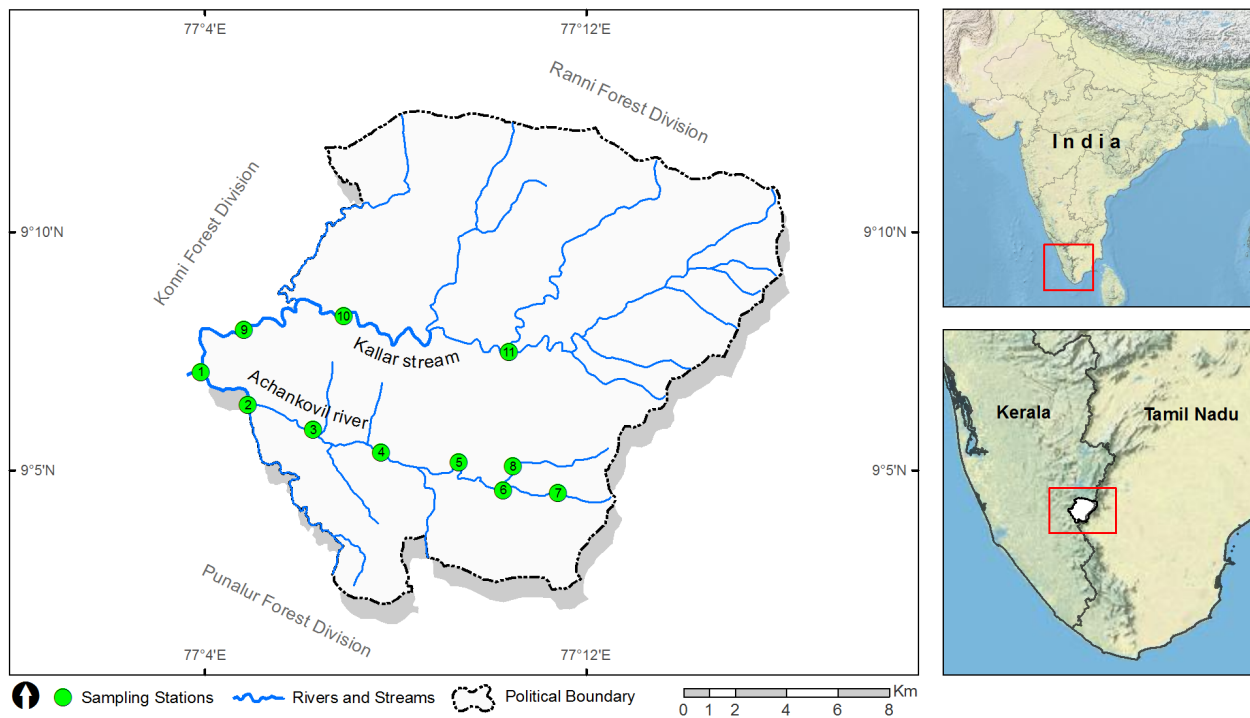 77°4'E
77°12'E
Ranni Forest Division
Konni Forest Division
9°10'N
9°10'N
9
10
11
Kallar stream
1
Achankovil river
2
3
4
5
8
6
7
9°5'N
9°5'N
Punalur Forest Division
77°4'E
77°12'E
Sampling Stations
Rivers and Streams
Political Boundary
Km
0 1 2 4 6 8
India
Kerala
Tamil Nadu